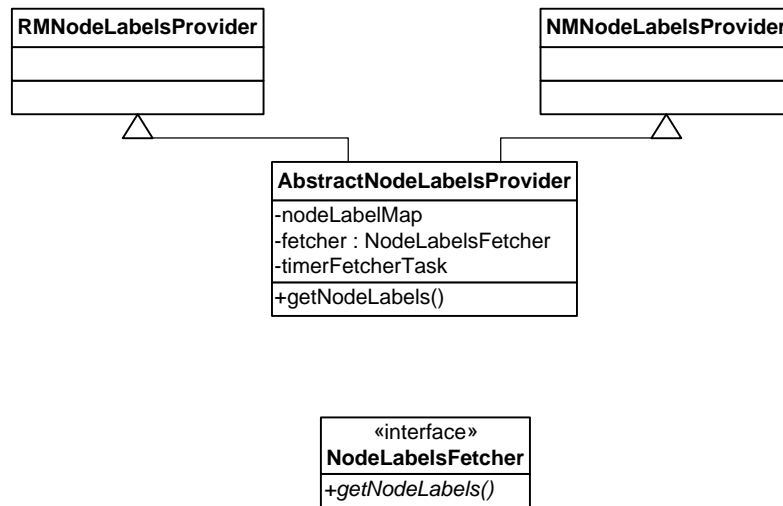 RMNodeLabelsProvider
NMNodeLabelsProvider
AbstractNodeLabelsProvider
-nodeLabelMap
-fetcher : NodeLabelsFetcher
-timerFetcherTask
+getNodeLabels()
«interface»
NodeLabelsFetcher
+getNodeLabels()